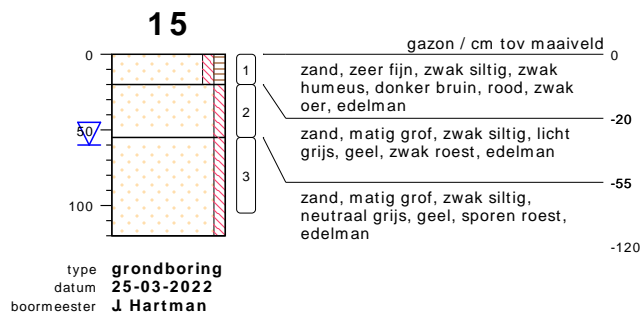 15
gazon / cm tov maaiveld
0
0
1
zand, zeer fijn, zwak siltig, zwak
humeus, donker bruin, rood, zwak
oer, edelman
-20
2
50
zand, matig grof, zwak siltig, licht
grijs, geel, zwak roest, edelman
-55
3
100
zand, matig grof, zwak siltig,
neutraal grijs, geel, sporen roest,
edelman
-120
type grondboring
datum 25-03-2022
boormeester J. Hartman